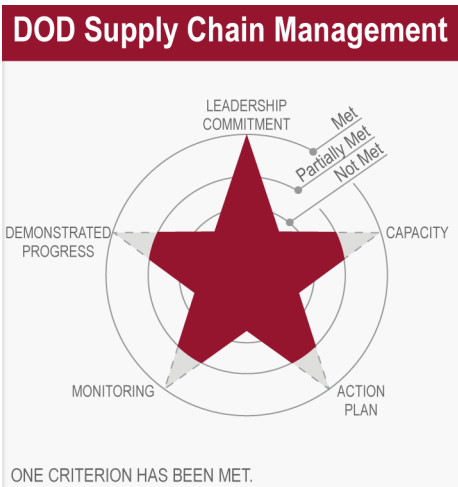 DOD Supply Chain Management
LEADERSHIP
COMMITMENT
Met
Partially Met
Not Met
DEMONSTRATED
PROGRESS
CAPACITY
MONITORING
ACTION
PLAN
ONE CRITERION HAS BEEN MET.